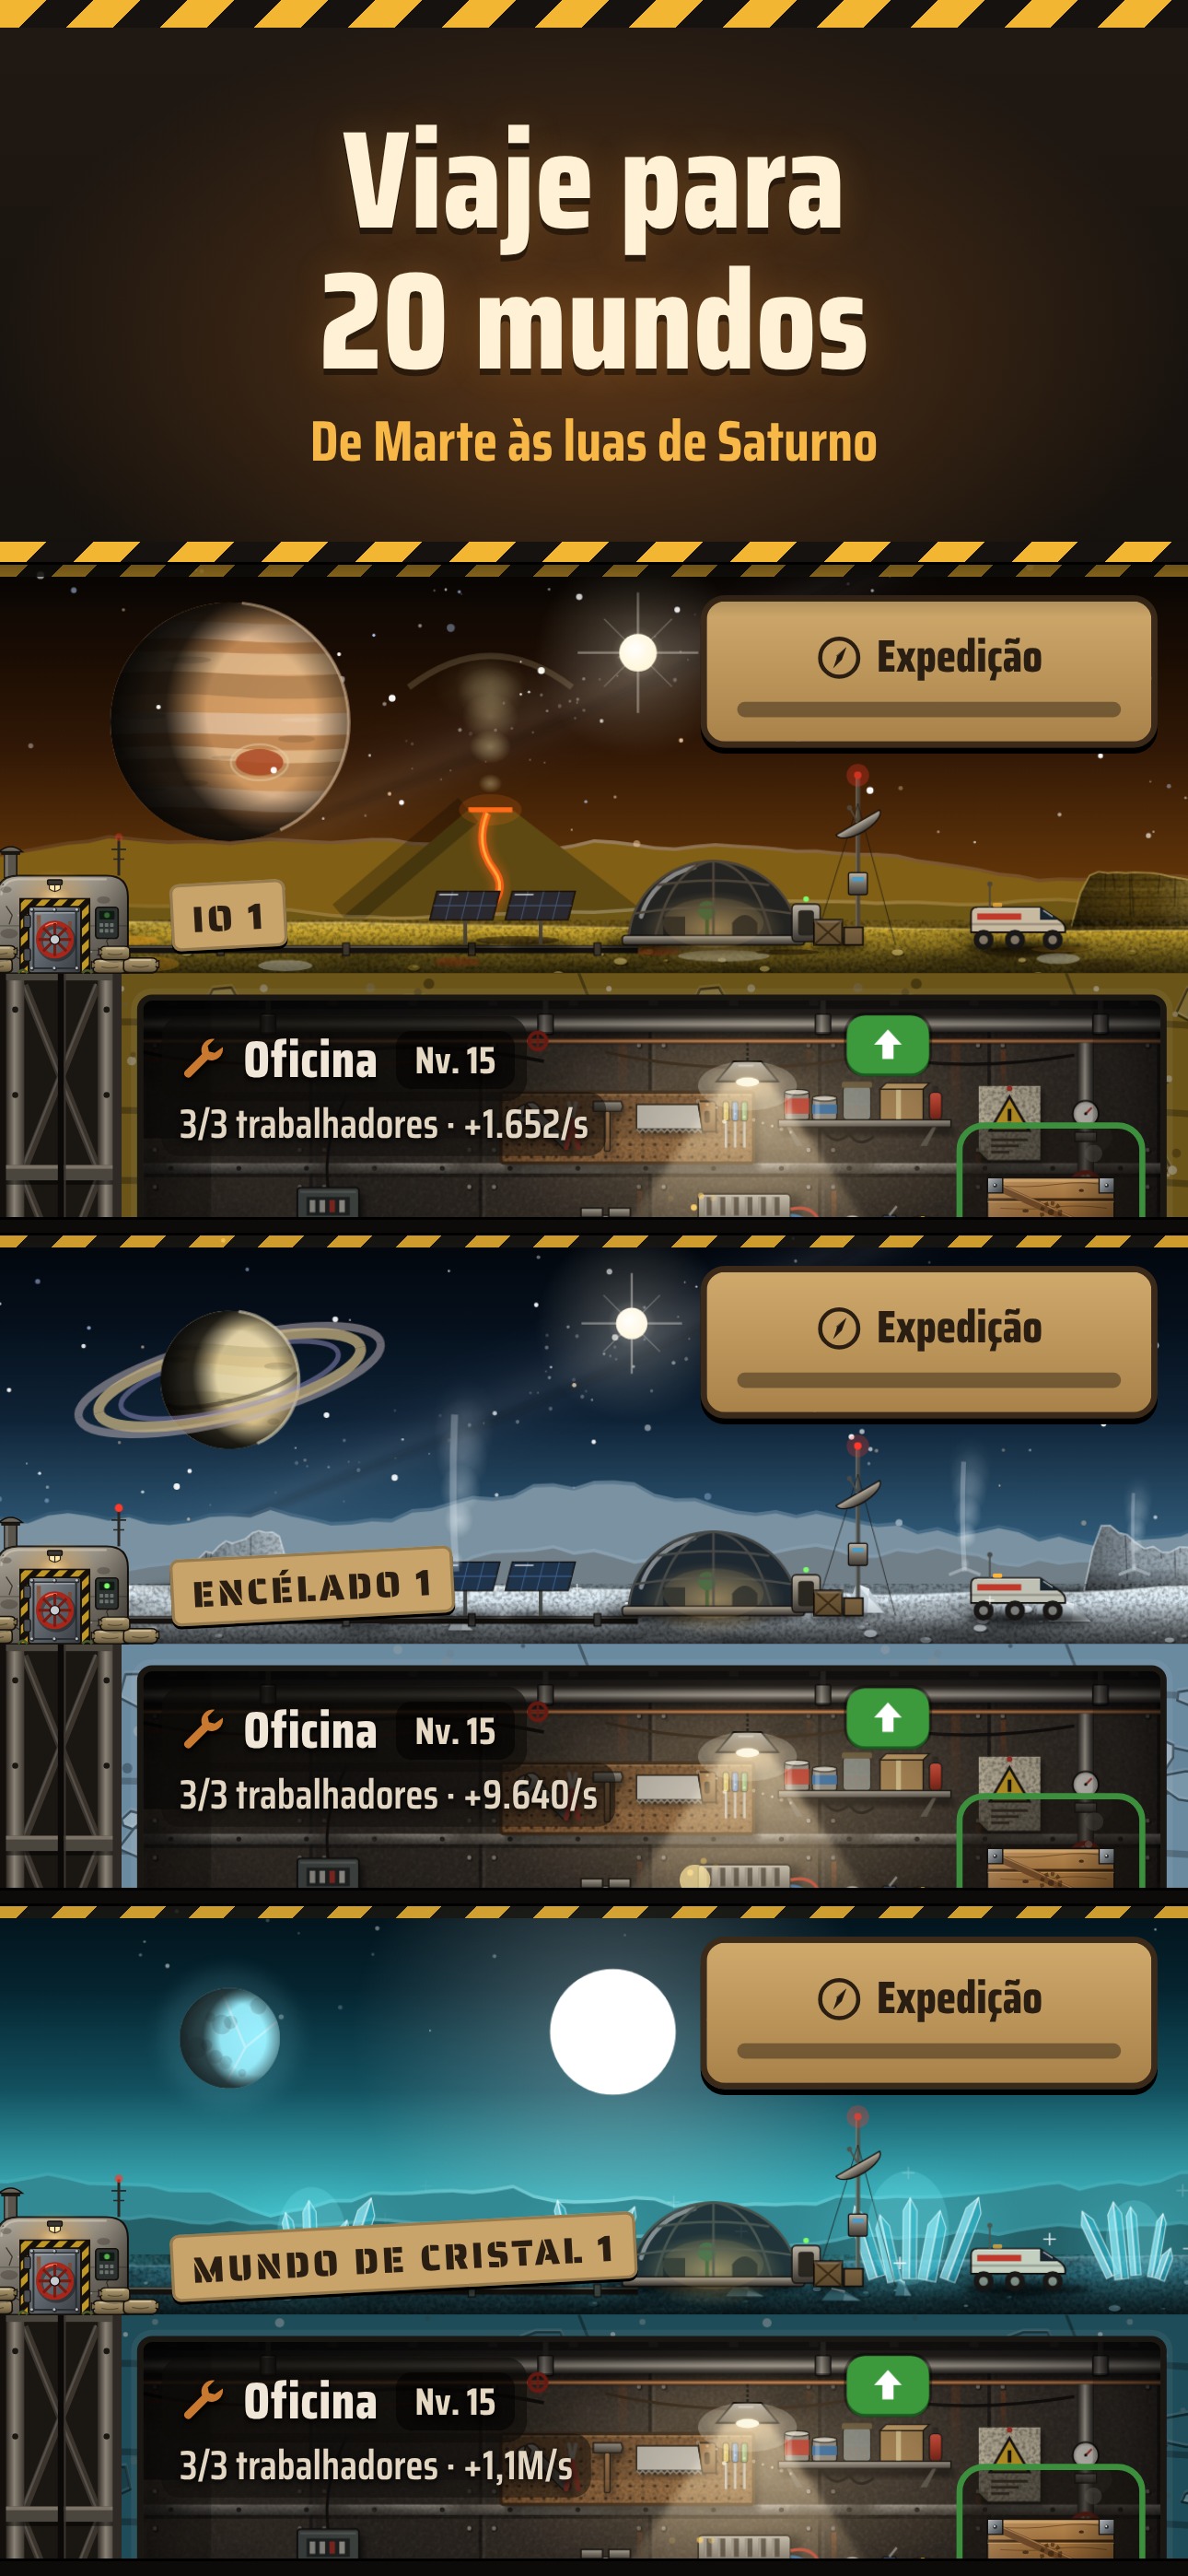 Viaje para
20 mundos
De Marte às luas de Saturno
Expedição
IO 1
Oficina Nv. 15
3/3 trabalhadores · +1.652/s
Expedição
ENCÉLADO 1
Oficina Nv. 15
3/3 trabalhadores · +9.640/s
Expedição
MUNDO DE CRISTAL 1
Oficina Nv. 15
3/3 trabalhadores · +1,1M/s